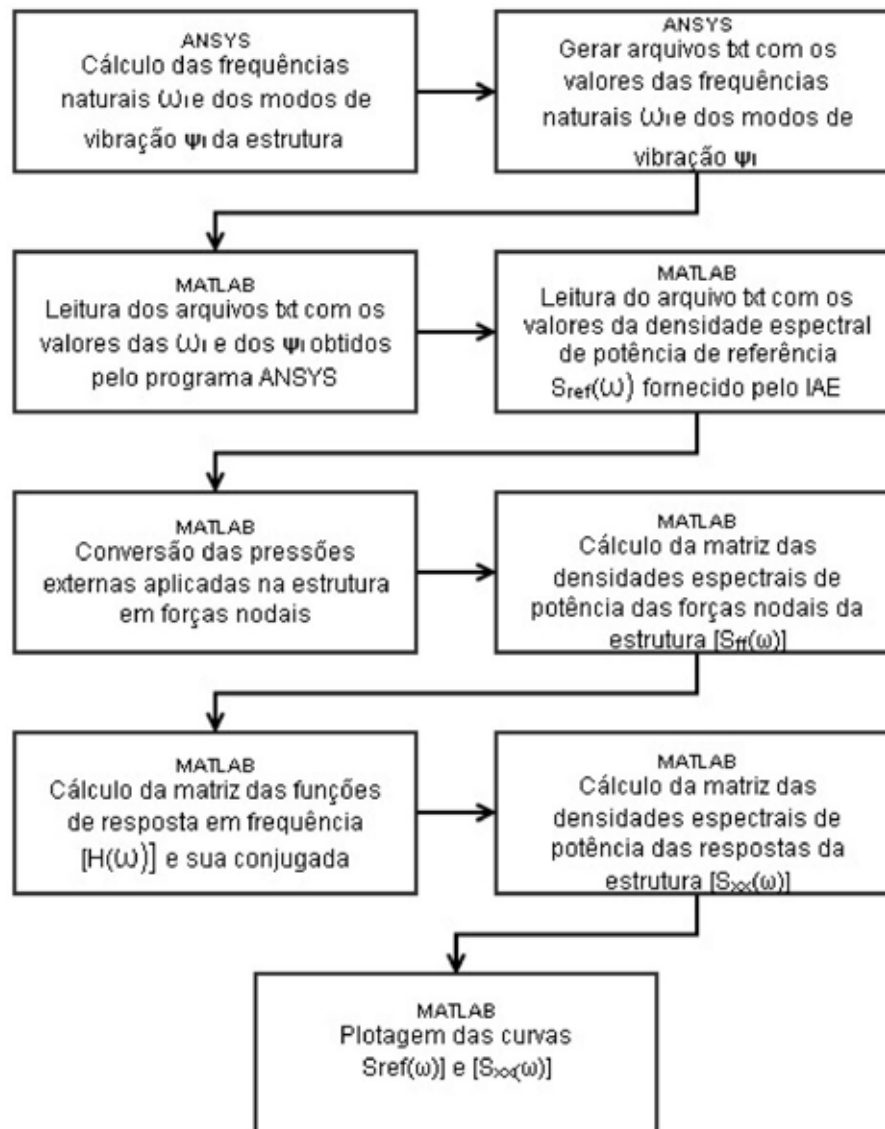 ANSYS
Cálculo das frequências
naturais ωı e dos modos de
vibração ψı da estrutura
ANSYS
Gerar arquivos txt com os
valores das frequências
naturais ωı e dos modos de
vibração ψı
MATLAB
Leitura dos arquivos txt com os
valores das ωı e dos ψı obtidos
pelo programa ANSYS
MATLAB
Leitura do arquivo txt com os
valores da densidade espectral
de potência de referência
Sref(ω) fornecido pelo IAE
MATLAB
Conversão das pressões
externas aplicadas na estrutura
em forças nodais
MATLAB
Cálculo da matriz das
densidades espectrais de
potência das forças nodais da
estrutura [Sff(ω)]
MATLAB
Cálculo da matriz das funções
de resposta em frequência
[H(ω)] e sua conjugada
MATLAB
Cálculo da matriz das
densidades espectrais de
potência das respostas da
estrutura [Sxx(ω)]
MATLAB
Plotagem das curvas
Sref(ω)] e [Sxx(ω)]